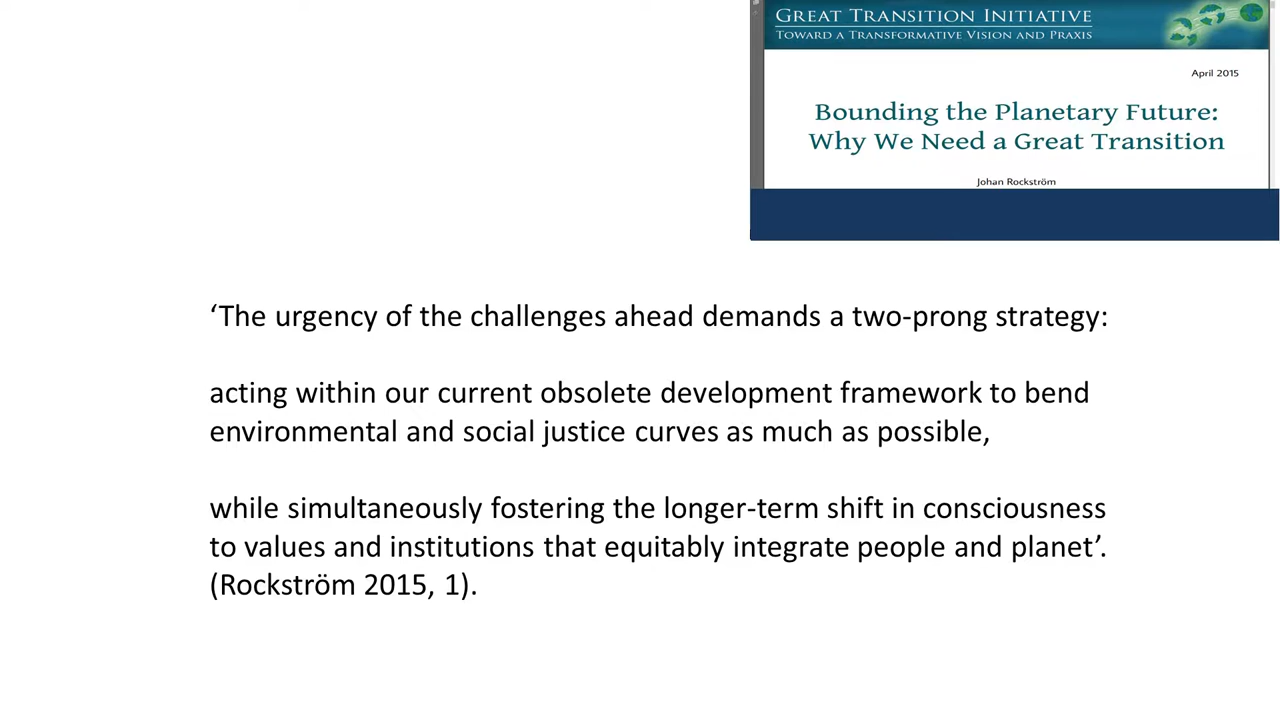 GREAT TRANSITION INITIATIVE
TOWARD A TRANSFORMATIVE VISION AND PRAXIS
April 2015
Bounding the Planetary Future:
Why We Need a Great Transition
Johan Rockström
‘The urgency of the challenges ahead demands a two-prong strategy:
acting within our current obsolete development framework to bend
environmental and social justice curves as much as possible,
while simultaneously fostering the longer-term shift in consciousness
to values and institutions that equitably integrate people and planet’.
(Rockström 2015, 1).